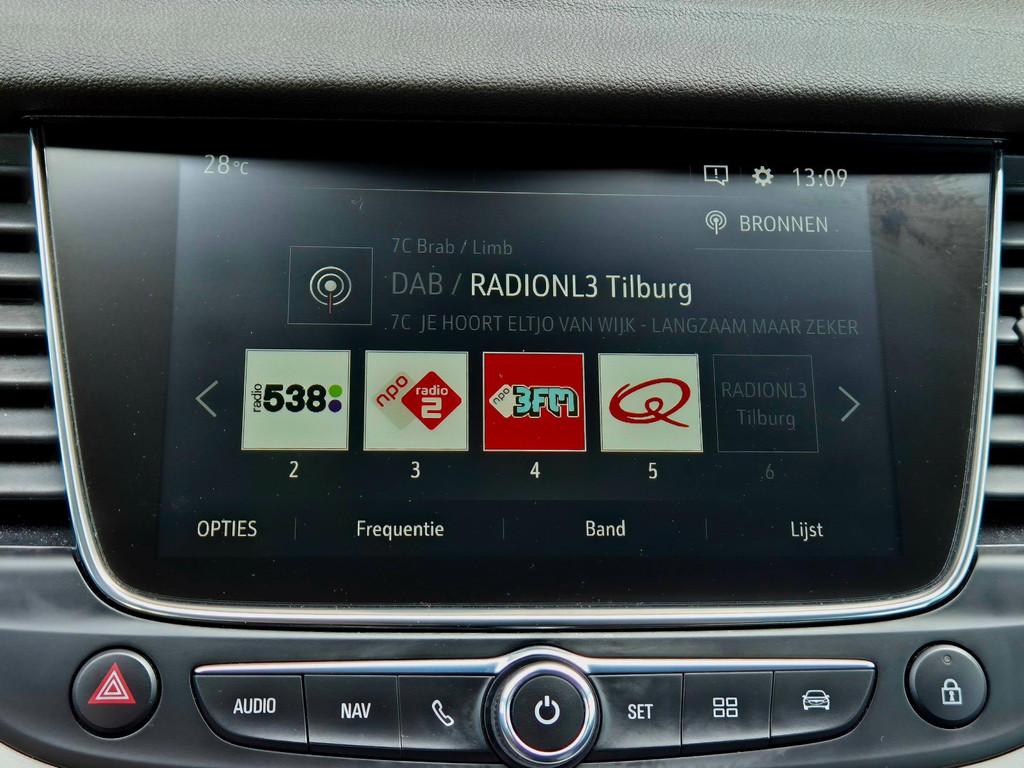 28°C 13:09
BRONNEN
7C Brab / Limb
DAB / RADIONL3 Tilburg
7C JE HOORT ELTJO VAN WIJK - LANGZAAM MAAR ZEKER
radio 538
npo radio 2
npo 3FM
Q
RADIONL3
Tilburg
2 3 4 5 6
OPTIES Frequentie Band Lijst
AUDIO NAV SET